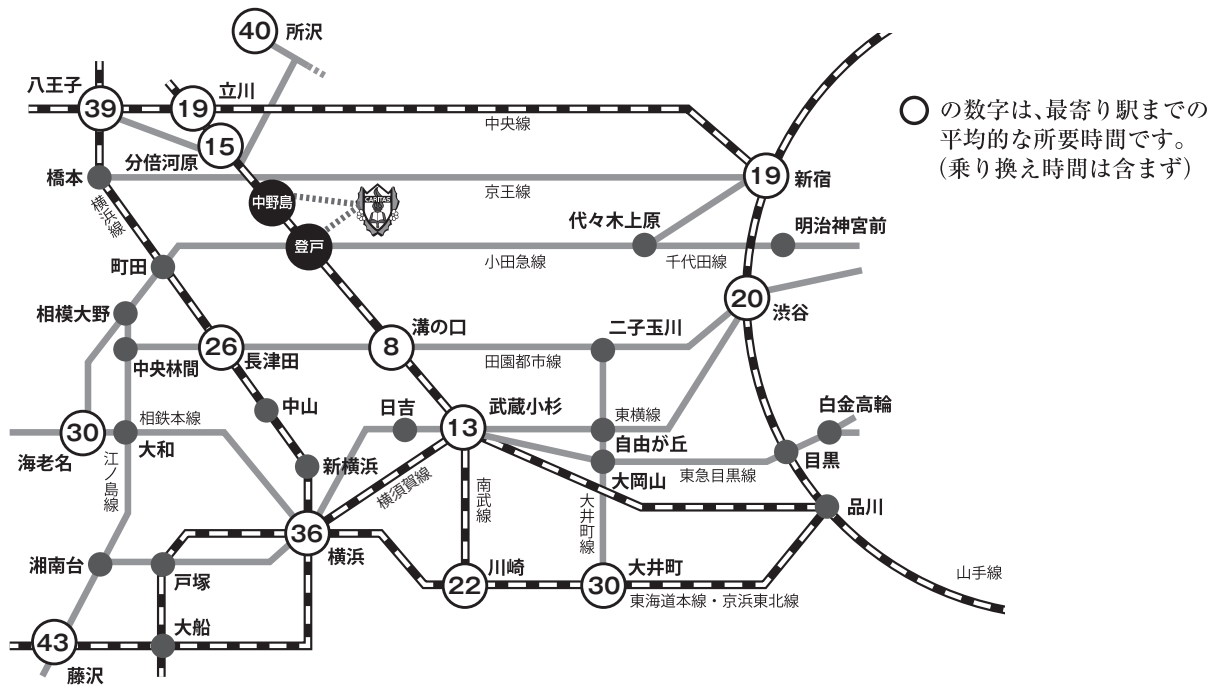 40 所沢
八王子
39
19
立川
中央線
15
分倍河原
橋本
横浜線
中野島
CARITAS
京王線
19 新宿
代々木上原
明治神宮前
登戸
小田急線
千代田線
町田
相模大野
20
渋谷
中央林間
26
長津田
8
溝の口
田園都市線
二子玉川
中山
日吉
13
武蔵小杉
東横線
自由が丘
白金高輪
30
海老名
相鉄本線
大和
江ノ島線
新横浜
横須賀線
南武線
大岡山
東急目黒線
目黒
大井町線
品川
36
横浜
湘南台
戸塚
22
川崎
30
大井町
東海道本線・京浜東北線
山手線
43
藤沢
大船
の数字は、最寄り駅までの
平均的な所要時間です。
（乗り換え時間は含まず）